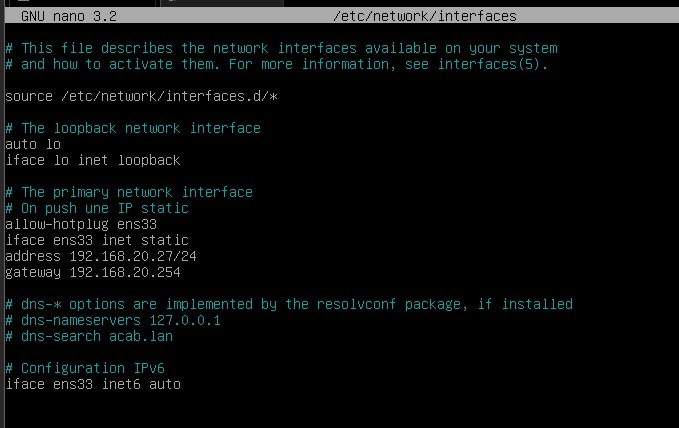 GNU nano 3.2 /etc/network/interfaces
# This file describes the network interfaces available on your system
# and how to activate them. For more information, see interfaces(5).
source /etc/network/interfaces.d/*
# The loopback network interface
auto lo
iface lo inet loopback
# The primary network interface
# On push une IP static
allow-hotplug ens33
iface ens33 inet static
address 192.168.20.27/24
gateway 192.168.20.254
# dns-* options are implemented by the resolvconf package, if installed
# dns-nameservers 127.0.0.1
# dns-search acab.lan
# Configuration IPv6
iface ens33 inet6 auto